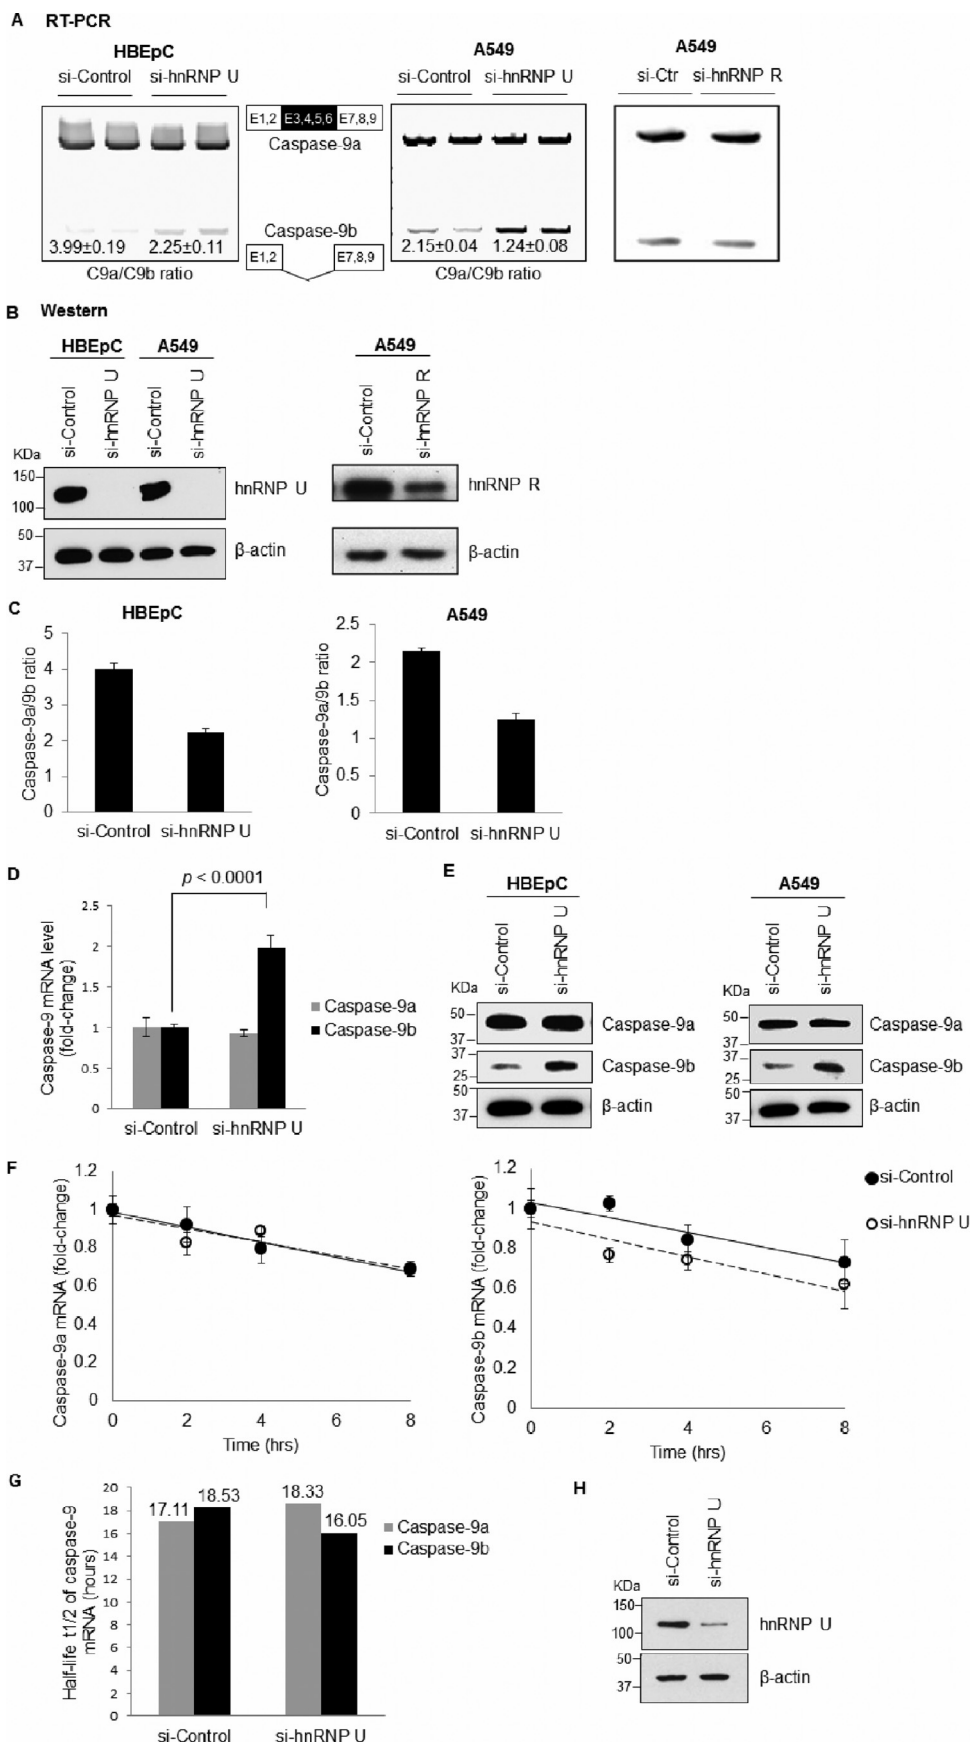 A RT-PCR
HBEpC
si-Control si-hnRNP U
A549
si-Control si-hnRNP U
A549
si-Ctr si-hnRNP R
E1,2 E3,4,5,6 E7,8,9
Caspase-9a
Caspase-9b
E1,2 E7,8,9
3.99±0.19 2.25±0.11
C9a/C9b ratio
2.15±0.04 1.24±0.08
C9a/C9b ratio
B Western
HBEpC A549
si-Control
si-hnRNP U
si-Control
si-hnRNP U
KDa
150
100
hnRNP U
50
37
β-actin
A549
si-Control
si-hnRNP R
hnRNP R
β-actin
C
HBEpC
Caspase-9a/9b ratio
5
4
3
2
1
0
si-Control si-hnRNP U
A549
Caspase-9a/9b ratio
2.5
2
1.5
1
0.5
0
si-Control si-hnRNP U
D
p < 0.0001
Caspase-9 mRNA level
(fold-change)
2.5
2
1.5
1
0.5
0
Caspase-9a
Caspase-9b
si-Control si-hnRNP U
E
HBEpC
si-Control
si-hnRNP U
KDa
50
37
Caspase-9a
37
25
Caspase-9b
50
37
β-actin
A549
si-Control
si-hnRNP U
KDa
50
37
Caspase-9a
37
25
Caspase-9b
50
37
β-actin
F
Caspase-9a mRNA (fold-change)
1.2
1
0.8
0.6
0.4
0.2
0
0 2 4 6 8
Time (hrs)
Caspase-9b mRNA (fold-change)
1.2
1
0.8
0.6
0.4
0.2
0
0 2 4 6 8
Time (hrs)
si-Control
si-hnRNP U
G
Half-life t1/2 of caspase-9
mRNA (hours)
20
18
16
14
12
10
8
6
4
2
0
17.11 18.53 18.33 16.05
Caspase-9a
Caspase-9b
si-Control si-hnRNP U
H
si-Control
si-hnRNP U
KDa
150
100
hnRNP U
50
37
β-actin